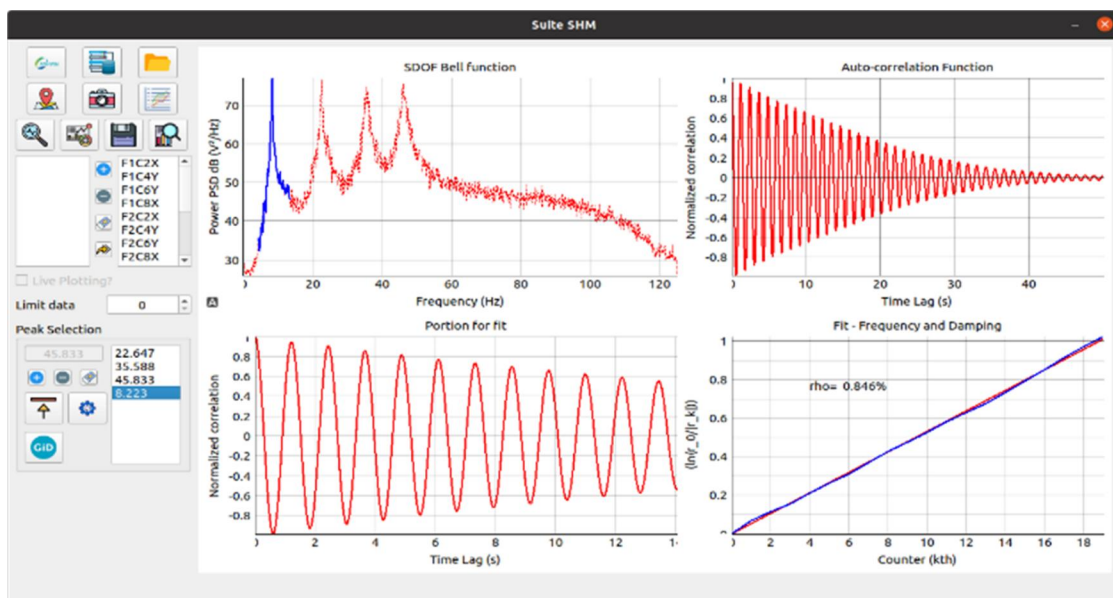 Suite SHM
F1C2X
F1C4Y
F1C6Y
F1C8X
F2C2X
F2C4Y
F2C6Y
F2C8X
Live Plotting?
Limit data 0
Peak Selection
45.833
22.647
35.588
45.833
8.223
GiD
SDOF Bell function
Power PSD dB (V²/Hz)
70
60
50
40
30
20 40 60 80 100 120
Frequency (Hz)
A
Auto-correlation Function
Normalized correlation
0.8
0.6
0.4
0.2
0
-0.2
-0.4
-0.6
-0.8
0 10 20 30 40
Time Lag (s)
Portion for fit
Normalized correlation
1
0.8
0.6
0.4
0.2
0
-0.2
-0.4
-0.6
-0.8
2 4 6 8 10 12
Time Lag (s)
Fit - Frequency and Damping
(ln(r_0/|r_k|))
rho= 0.846%
1
0.8
0.6
0.4
0.2
2 4 6 8 10 12 14 16 18
Counter (kth)